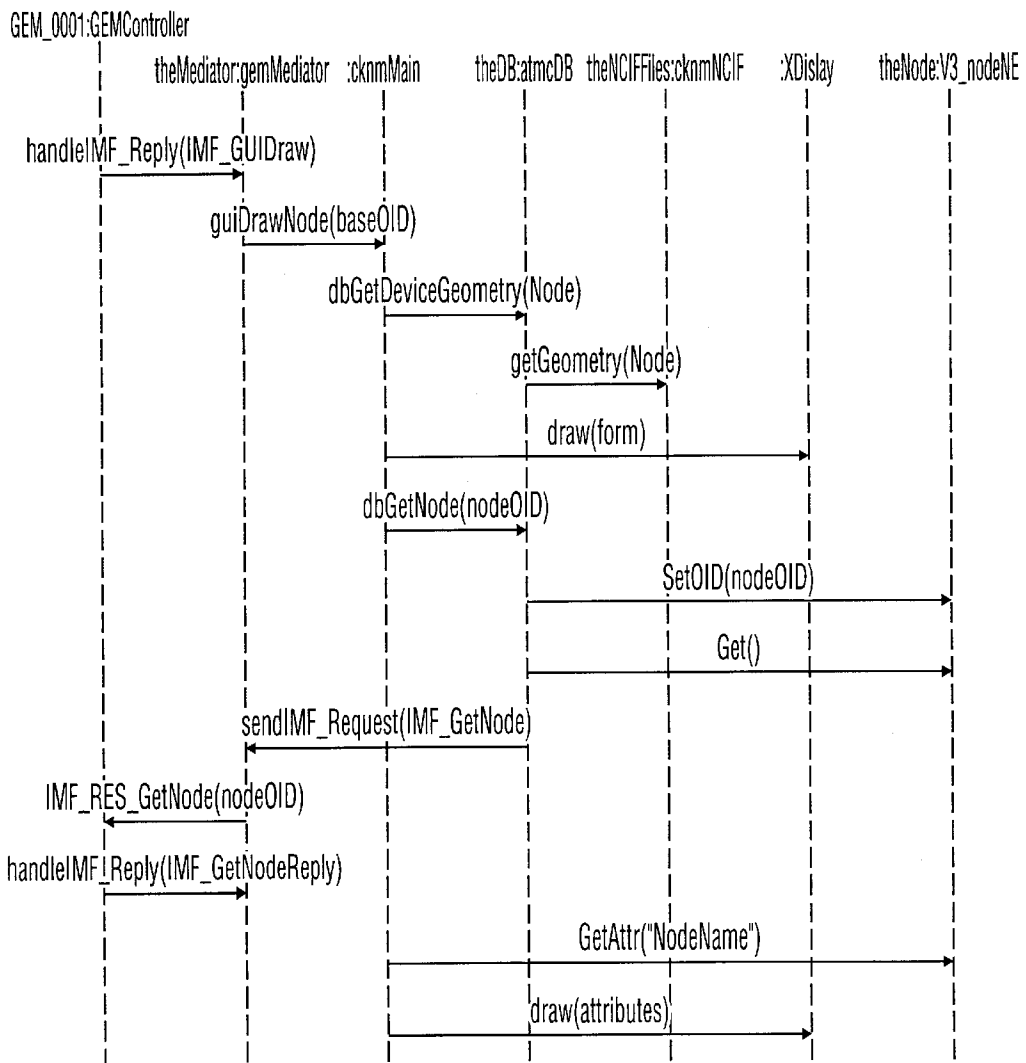 GEM_0001:GEMController
theMediator:gemMediator :cknmMain theDB:atmcDB theNCIFFiles:cknmNCIF :XDislay theNode:V3_nodeNE
handleIMF_Reply(IMF_GUIDraw)
guiDrawNode(baseOID)
dbGetDeviceGeometry(Node)
getGeometry(Node)
draw(form)
dbGetNode(nodeOID)
SetOID(nodeOID)
Get()
sendIMF_Request(IMF_GetNode)
IMF_RES_GetNode(nodeOID)
handleIMF_Reply(IMF_GetNodeReply)
GetAttr("NodeName")
draw(attributes)